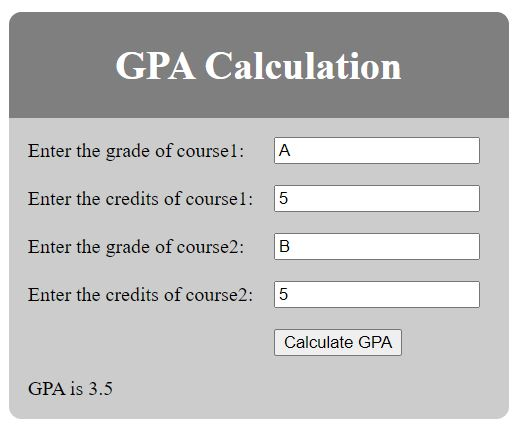 GPA Calculation
Enter the grade of course1: A
Enter the credits of course1: 5
Enter the grade of course2: B
Enter the credits of course2: 5
Calculate GPA
GPA is 3.5